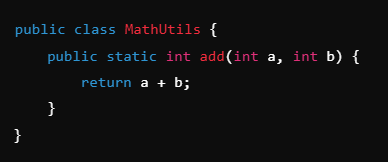 public class MathUtils {
    public static int add(int a, int b) {
        return a + b;
    }
}